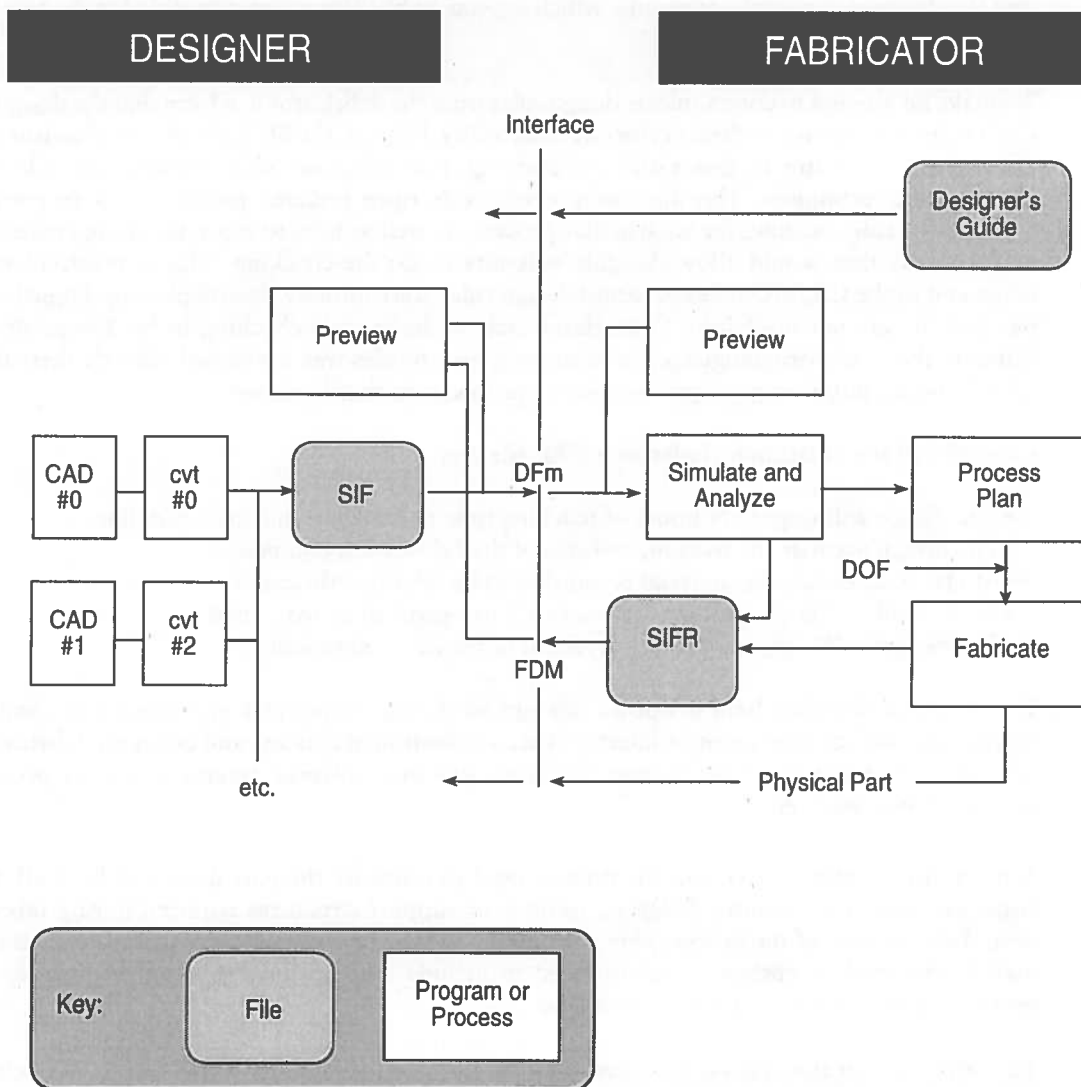 DESIGNER
FABRICATOR
Interface
Designer's
Guide
Preview
Preview
CAD
#0
cvt
#0
SIF
DFm
Simulate and
Analyze
Process
Plan
DOF
CAD
#1
cvt
#2
SIFR
FDM
Fabricate
etc.
Physical Part
Key:
File
Program or
Process